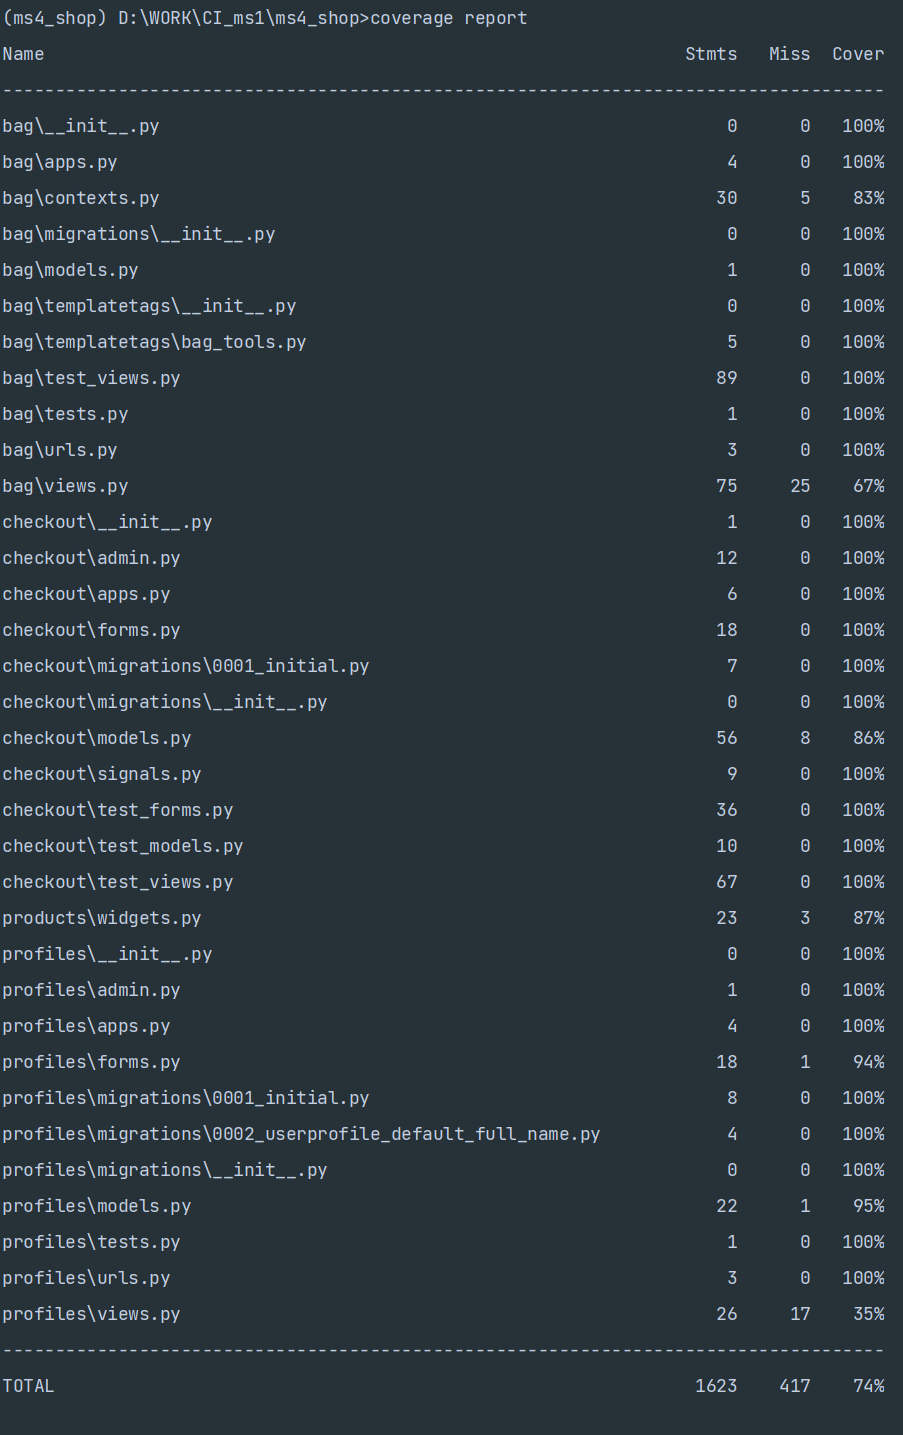 (ms4_shop) D:\WORK\CI_ms1\ms4_shop>coverage report
Name Stmts Miss Cover
------------------------------------------------------------------------------------
bag\__init__.py 0 0 100%
bag\apps.py 4 0 100%
bag\contexts.py 30 5 83%
bag\migrations\__init__.py 0 0 100%
bag\models.py 1 0 100%
bag\templatetags\__init__.py 0 0 100%
bag\templatetags\bag_tools.py 5 0 100%
bag\test_views.py 89 0 100%
bag\tests.py 1 0 100%
bag\urls.py 3 0 100%
bag\views.py 75 25 67%
checkout\__init__.py 1 0 100%
checkout\admin.py 12 0 100%
checkout\apps.py 6 0 100%
checkout\forms.py 18 0 100%
checkout\migrations\0001_initial.py 7 0 100%
checkout\migrations\__init__.py 0 0 100%
checkout\models.py 56 8 86%
checkout\signals.py 9 0 100%
checkout\test_forms.py 36 0 100%
checkout\test_models.py 10 0 100%
checkout\test_views.py 67 0 100%
products\widgets.py 23 3 87%
profiles\__init__.py 0 0 100%
profiles\admin.py 1 0 100%
profiles\apps.py 4 0 100%
profiles\forms.py 18 1 94%
profiles\migrations\0001_initial.py 8 0 100%
profiles\migrations\0002_userprofile_default_full_name.py 4 0 100%
profiles\migrations\__init__.py 0 0 100%
profiles\models.py 22 1 95%
profiles\tests.py 1 0 100%
profiles\urls.py 3 0 100%
profiles\views.py 26 17 35%
------------------------------------------------------------------------------------
TOTAL 1623 417 74%